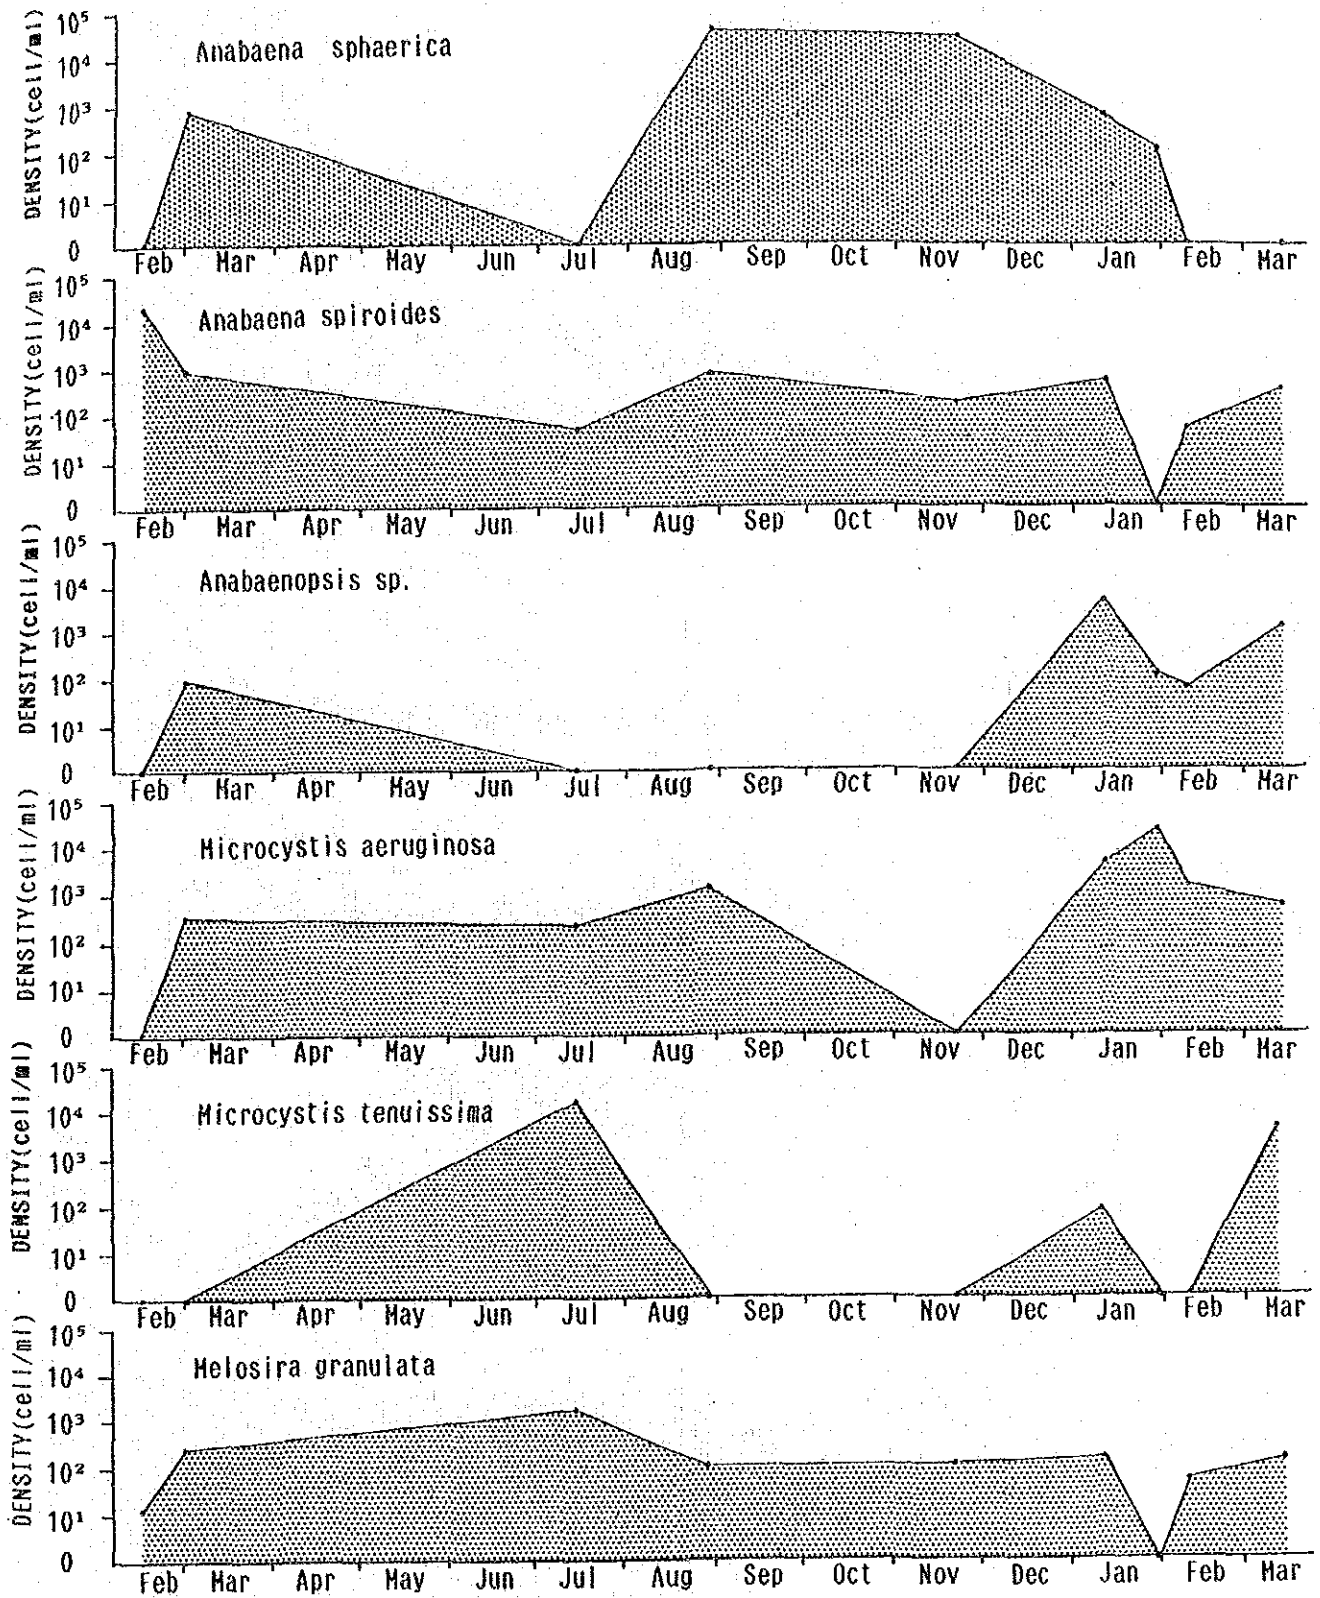 Anabaena sphaerica
DENSITY(cell/ml)
10⁵
10⁴
10³
10²
10¹
0
Feb Mar Apr May Jun Jul Aug Sep Oct Nov Dec Jan Feb Mar
Anabaena spiroides
DENSITY(cell/ml)
10⁵
10⁴
10³
10²
10¹
0
Feb Mar Apr May Jun Jul Aug Sep Oct Nov Dec Jan Feb Mar
Anabaenopsis sp.
DENSITY(cell/ml)
10⁵
10⁴
10³
10²
10¹
0
Feb Mar Apr May Jun Jul Aug Sep Oct Nov Dec Jan Feb Mar
Microcystis aeruginosa
DENSITY(cell/ml)
10⁵
10⁴
10³
10²
10¹
0
Feb Mar Apr May Jun Jul Aug Sep Oct Nov Dec Jan Feb Mar
Microcystis tenuissima
DENSITY(cell/ml)
10⁵
10⁴
10³
10²
10¹
0
Feb Mar Apr May Jun Jul Aug Sep Oct Nov Dec Jan Feb Mar
Melosira granulata
DENSITY(cell/ml)
10⁵
10⁴
10³
10²
10¹
0
Feb Mar Apr May Jun Jul Aug Sep Oct Nov Dec Jan Feb Mar